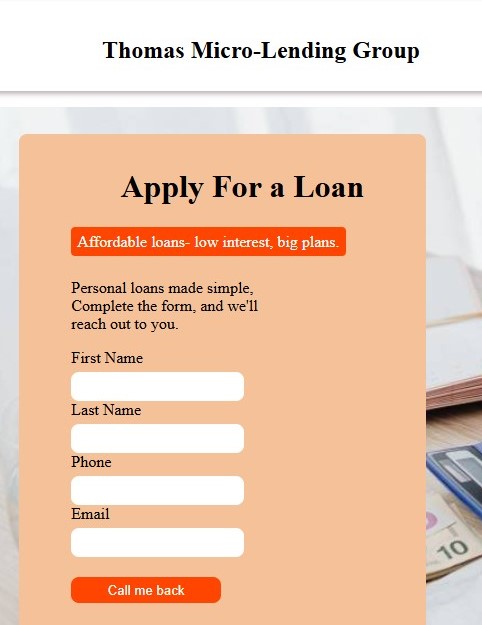 Thomas Micro-Lending Group
Apply For a Loan
Affordable loans- low interest, big plans.
Personal loans made simple,
Complete the form, and we'll
reach out to you.
First Name
Last Name
Phone
Email
10
Call me back